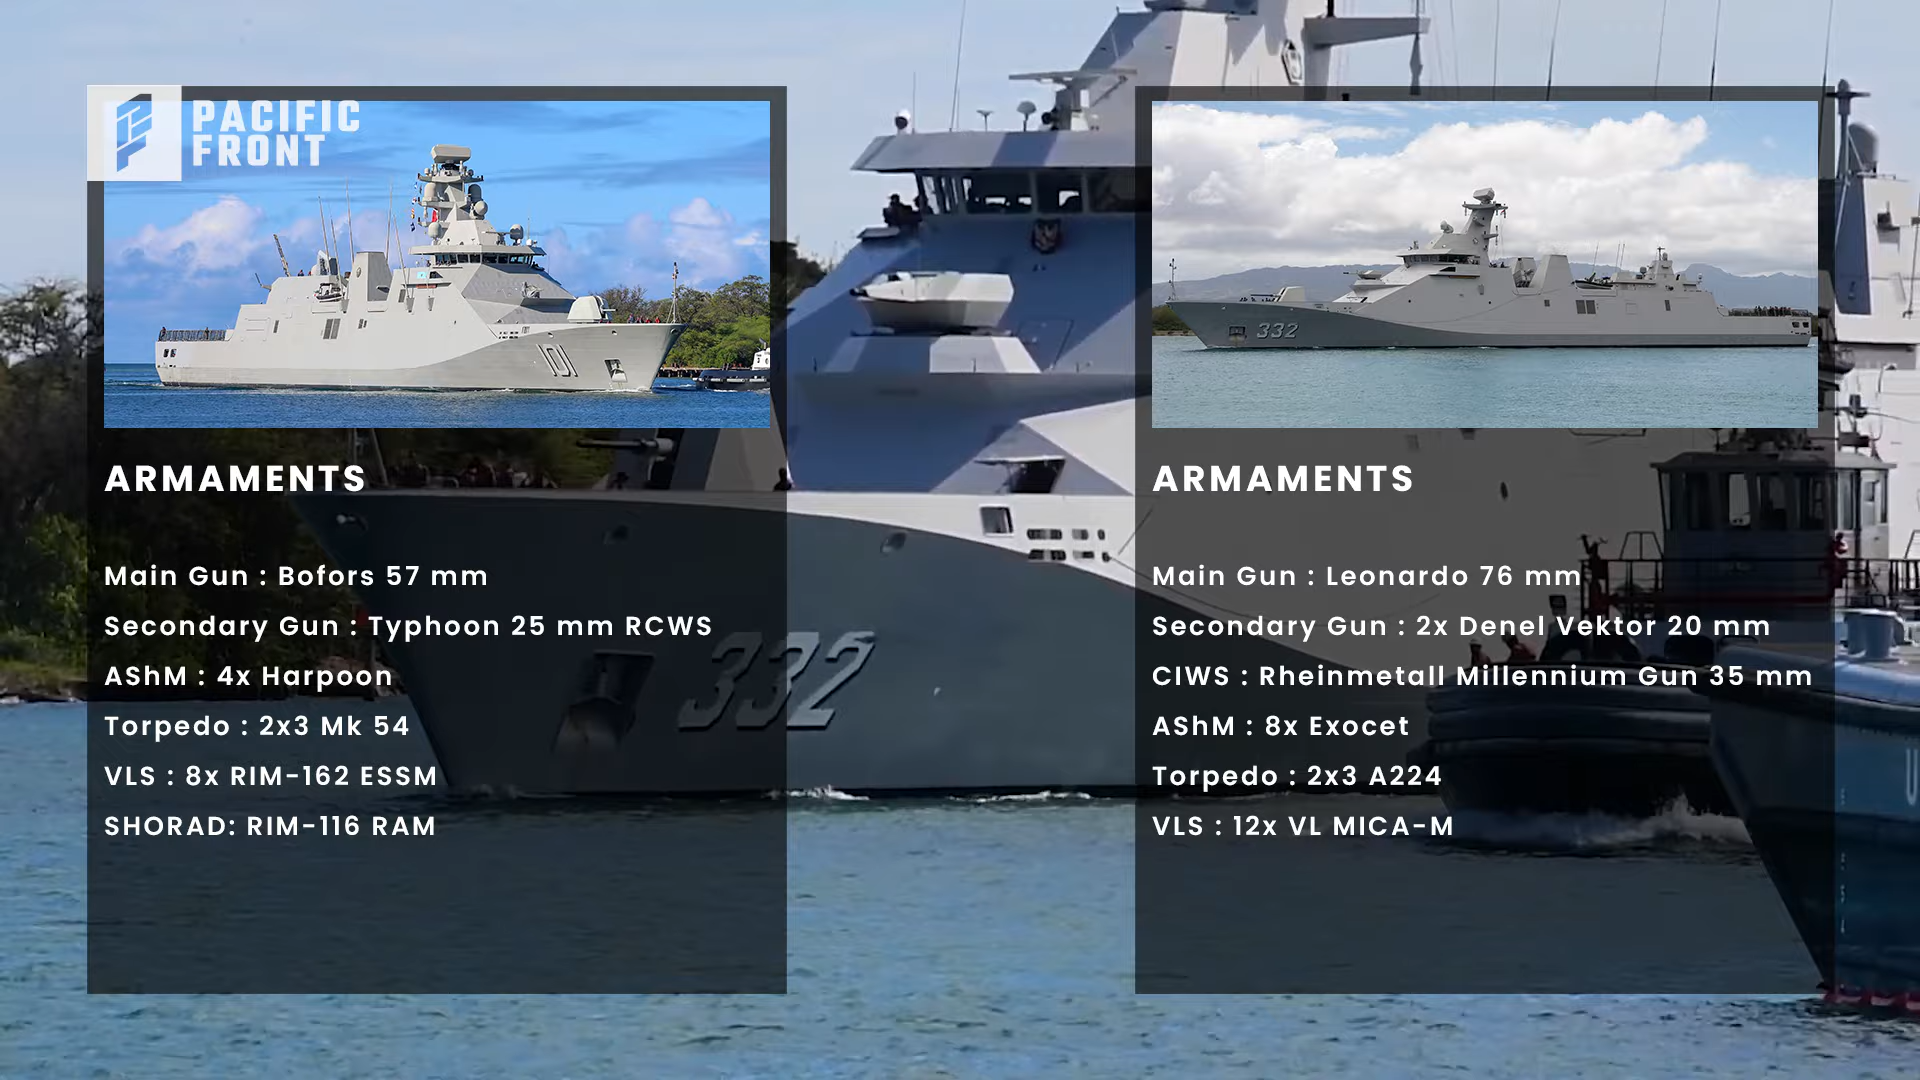 PACIFIC
FRONT
101
332
ARMAMENTS
Main Gun : Bofors 57 mm
Secondary Gun : Typhoon 25 mm RCWS
AShM : 4x Harpoon
Torpedo : 2x3 Mk 54
VLS : 8x RIM-162 ESSM
SHORAD: RIM-116 RAM
332
ARMAMENTS
Main Gun : Leonardo 76 mm
Secondary Gun : 2x Denel Vektor 20 mm
CIWS : Rheinmetall Millennium Gun 35 mm
AShM : 8x Exocet
Torpedo : 2x3 A224
VLS : 12x VL MICA-M